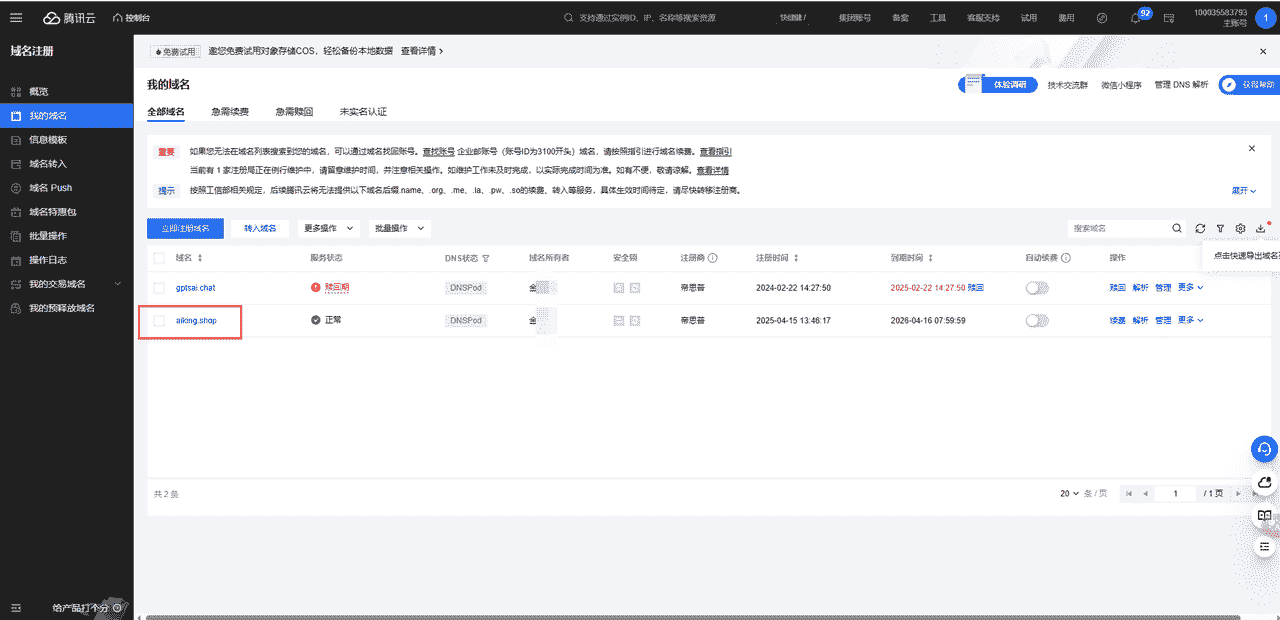 腾讯云 控制台 支持通过实例ID、IP、名称等搜索资源 快捷键 / 集团账号 备案 工具 客服支持 试用 费用 92 100035583793 主账号 1
域名注册
概览
我的域名
信息模板
域名转入
域名 Push
域名特惠包
批量操作
操作日志
我的交易域名
我的预释放域名
给产品打个分
免费试用 邀您免费试用对象存储COS，轻松备份本地数据 查看详情
我的域名 体验调研 技术交流群 微信小程序 管理 DNS 解析 获得帮助
全部域名 急需续费 急需赎回 未实名认证
重要 如果您无法在域名列表搜索到您的域名，可以通过域名找回账号。查找账号 企业邮账号（账号ID为3100开头）域名，请按照指引进行域名续费。查看指引
当前有 1 家注册局正在例行维护中，请留意维护时间，并注意相关操作。如维护工作未及时完成，以实际完成时间为准。如有不便，敬请谅解。查看详情
提示 按照工信部相关规定，后续腾讯云将无法提供以下域名后缀.name、.org、.me、.la、.pw、.so的续费、转入等服务，具体生效时间待定，请尽快转移注册商。 展开
立即注册域名 转入域名 更多操作 批量操作 搜索域名
点击快速导出域名
域名 服务状态 DNS状态 域名所有者 安全锁 注册商 注册时间 到期时间 自动续费 操作
gptsai.chat 赎回期 DNSPod 金 帝思普 2024-02-22 14:27:50 2025-02-22 14:27:50 赎回 赎回 解析 管理 更多
aiking.shop 正常 DNSPod 金 帝思普 2025-04-15 13:46:17 2026-04-16 07:59:59 续费 解析 管理 更多
共 2 条 20 条 / 页 1 / 1 页